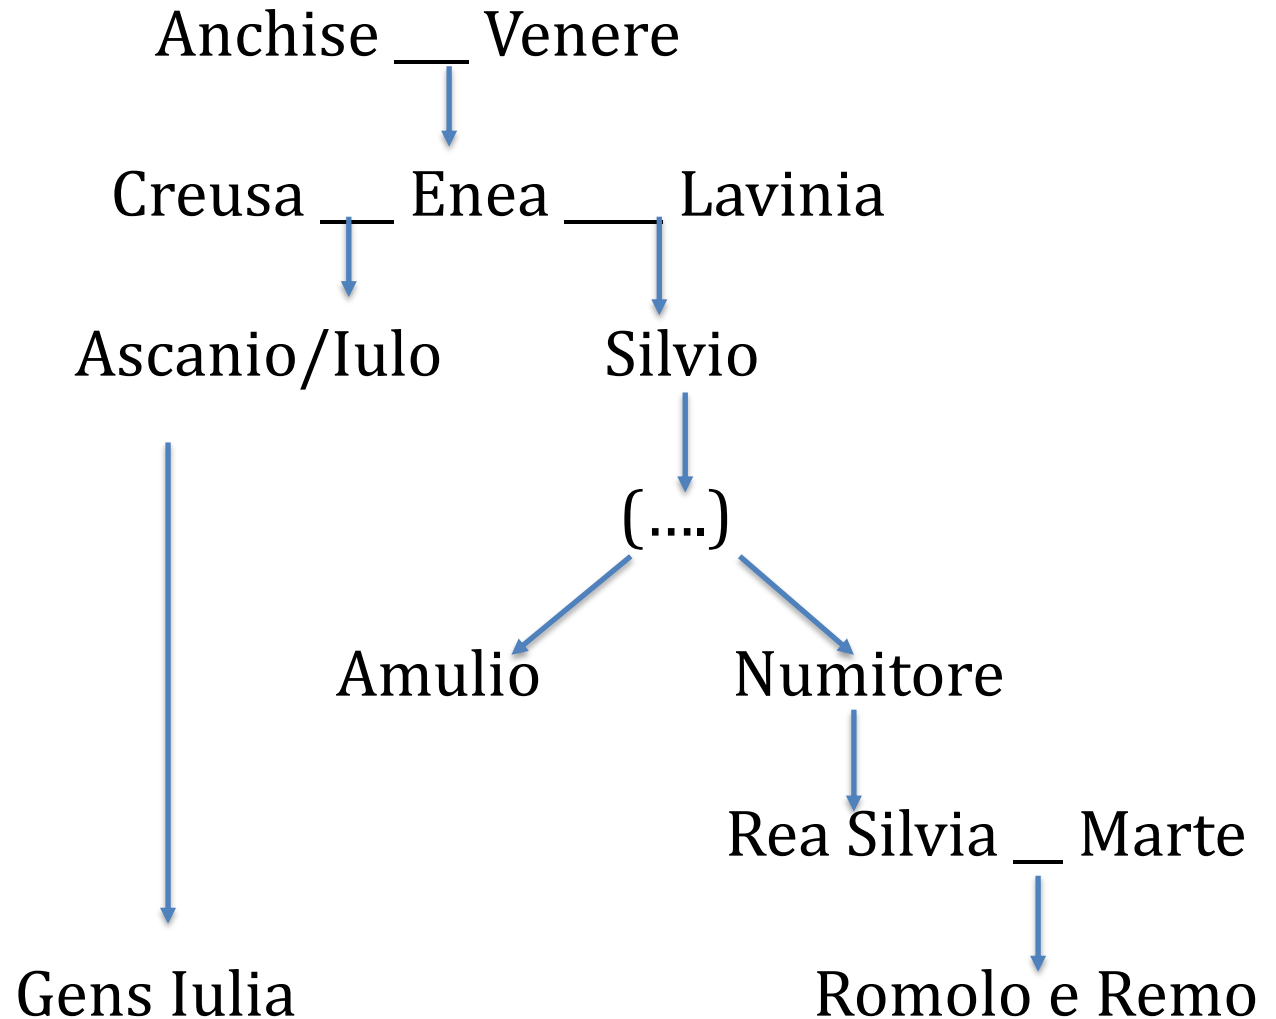 Anchise ___ Venere
Creusa ___ Enea ____ Lavinia
Ascanio/Iulo Silvio
(....)
Amulio Numitore
Rea Silvia __ Marte
Gens Iulia Romolo e Remo